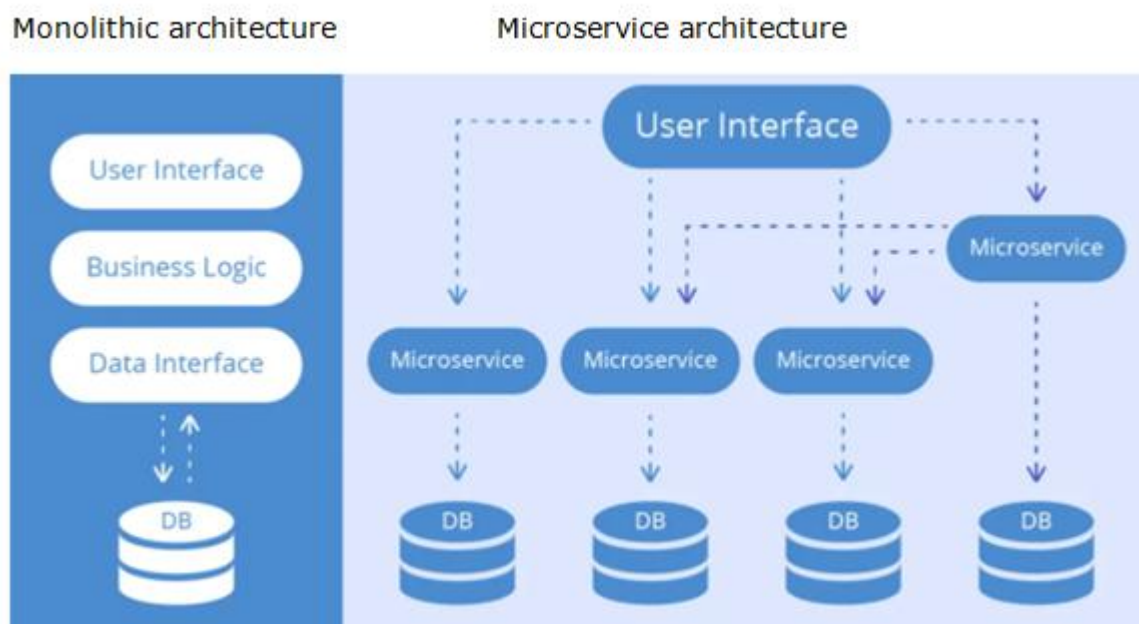 Monolithic architecture
Microservice architecture
User Interface
Business Logic
Data Interface
DB
User Interface
Microservice
Microservice
Microservice
Microservice
DB
DB
DB
DB